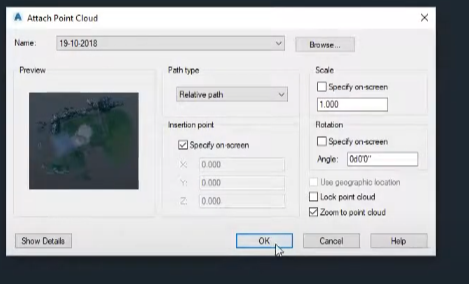 Attach Point Cloud
Name: 19-10-2018 Browse...
Preview
Path type
Relative path
Scale
Specify on-screen
1.000
Insertion point
Specify on-screen
X: 0.000
Y: 0.000
Z: 0.000
Rotation
Specify on-screen
Angle: 0d0'0"
Use geographic location
Lock point cloud
Zoom to point cloud
Show Details OK Cancel Help